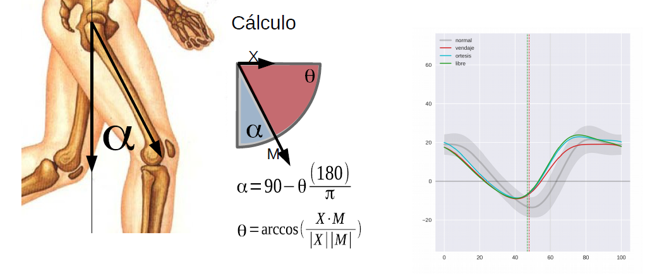 α
Cálculo
X
θ
α
M
α=90−θ(180)/π
θ=arccos(X·M/|X||M|)
normal
vendaje
ortesis
libre
60
40
20
0
−20
0 20 40 60 80 100